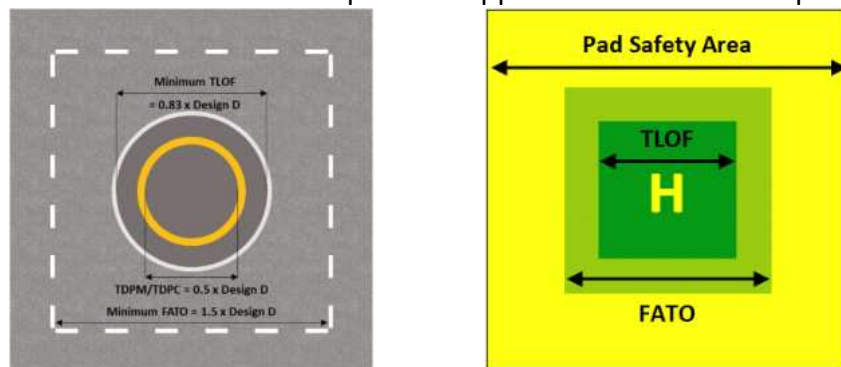 Minimum TLOF
= 0.83 x Design D
TDPM/TDPC = 0.5 x Design D
Minimum FATO = 1.5 x Design D
Pad Safety Area
TLOF
H
FATO